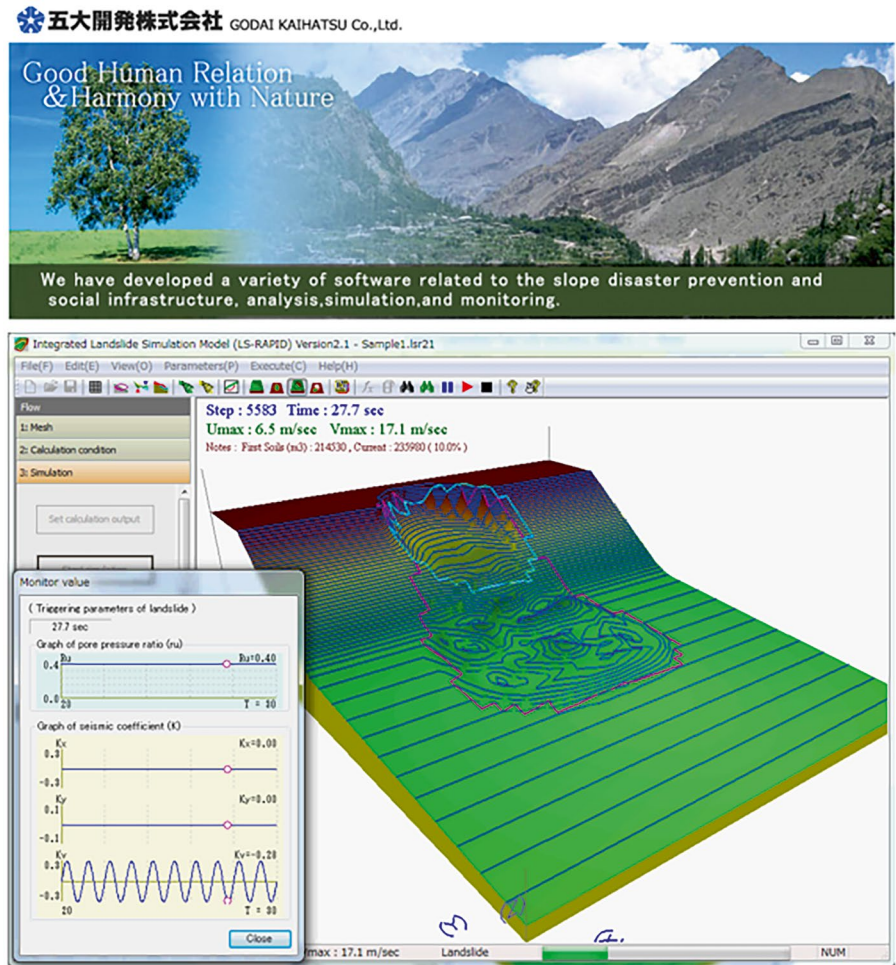 五大開発株式会社 GODAI KAIHATSU Co.,Ltd.
Good Human Relation
&Harmony with Nature
We have developed a variety of software related to the slope disaster prevention and
social infrastructure, analysis,simulation,and monitoring.
Integrated Landslide Simulation Model (LS-RAPID) Version2.1 - Sample1.lsr21
File(F) Edit(E) View(O) Parameters(P) Execute(C) Help(H)
Flow
1: Mesh
2: Calculation condition
3: Simulation
Set calculation output
Step : 5583 Time : 27.7 sec
Umax : 6.5 m/sec Vmax : 17.1 m/sec
Notes : First Soils (m3) : 214530 , Current : 235980 ( 10.0% )
Monitor value
( Triggering parameters of landslide )
27.7 sec
Graph of pore pressure ratio (ru)
Ru Ru=0.40
0.4
0.0
20 T = 30
Graph of seismic coefficient (K)
Kx Kx=0.00
0.3
-0.3
Ky Ky=0.00
0.1
-0.1
Kv Kv=-0.28
0.3
-0.3
20 T = 30
Close
max : 17.1 m/sec Landslide NUM